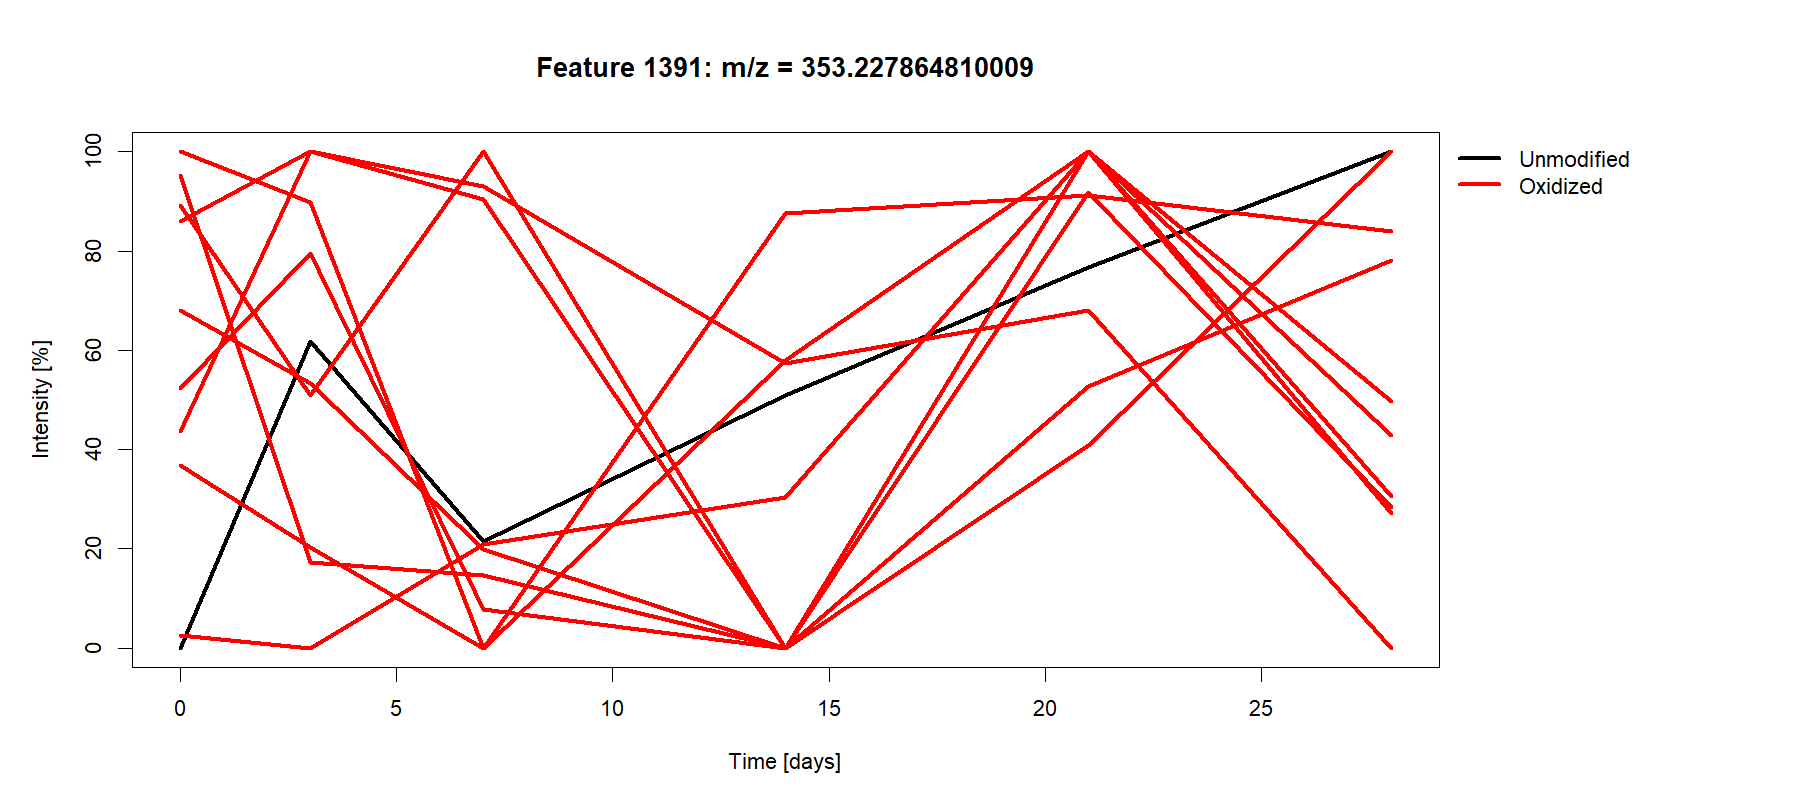 Feature 1391: m/z = 353.227864810009
Unmodified
Oxidized
Intensity [%]
100
80
60
40
20
0
0 5 10 15 20 25
Time [days]